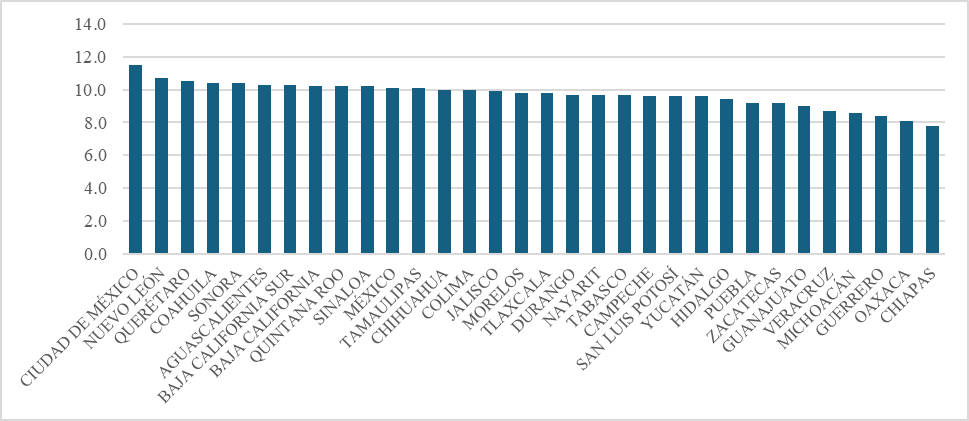 14.0
12.0
10.0
8.0
6.0
4.0
2.0
0.0
CIUDAD DE MÉXICO
NUEVO LEÓN
QUERÉTARO
COAHUILA
SONORA
AGUASCALIENTES
BAJA CALIFORNIA SUR
BAJA CALIFORNIA
QUINTANA ROO
SINALOA
MÉXICO
TAMAULIPAS
CHIHUAHUA
COLIMA
JALISCO
MORELOS
TLAXCALA
DURANGO
NAYARIT
TABASCO
CAMPECHE
SAN LUIS POTOSÍ
YUCATÁN
HIDALGO
PUEBLA
ZACATECAS
GUANAJUATO
VERACRUZ
MICHOACÁN
GUERRERO
OAXACA
CHIAPAS